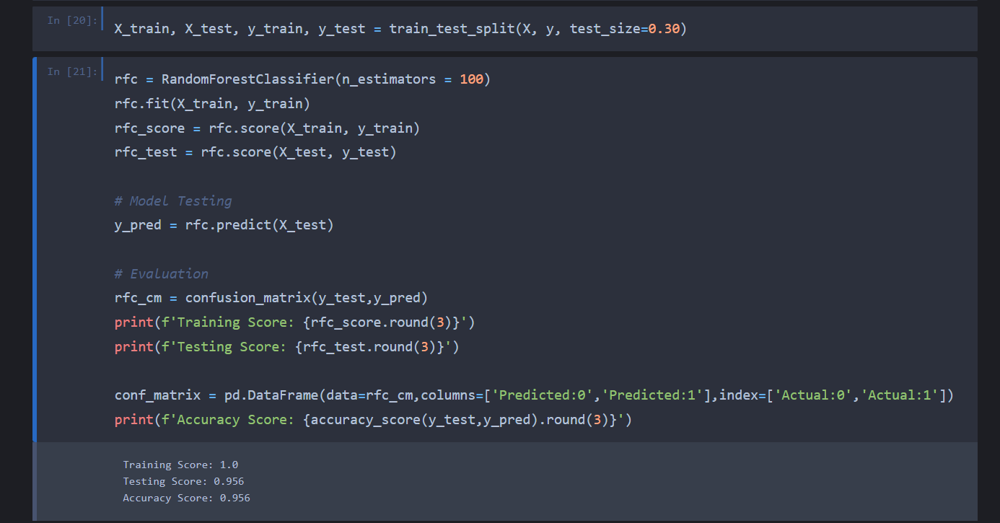 In [20]:
X_train, X_test, y_train, y_test = train_test_split(X, y, test_size=0.30)
In [21]:
rfc = RandomForestClassifier(n_estimators = 100)
rfc.fit(X_train, y_train)
rfc_score = rfc.score(X_train, y_train)
rfc_test = rfc.score(X_test, y_test)
# Model Testing
y_pred = rfc.predict(X_test)
# Evaluation
rfc_cm = confusion_matrix(y_test,y_pred)
print(f'Training Score: {rfc_score.round(3)}')
print(f'Testing Score: {rfc_test.round(3)}')
conf_matrix = pd.DataFrame(data=rfc_cm,columns=['Predicted:0','Predicted:1'],index=['Actual:0','Actual:1'])
print(f'Accuracy Score: {accuracy_score(y_test,y_pred).round(3)}')
Training Score: 1.0
Testing Score: 0.956
Accuracy Score: 0.956